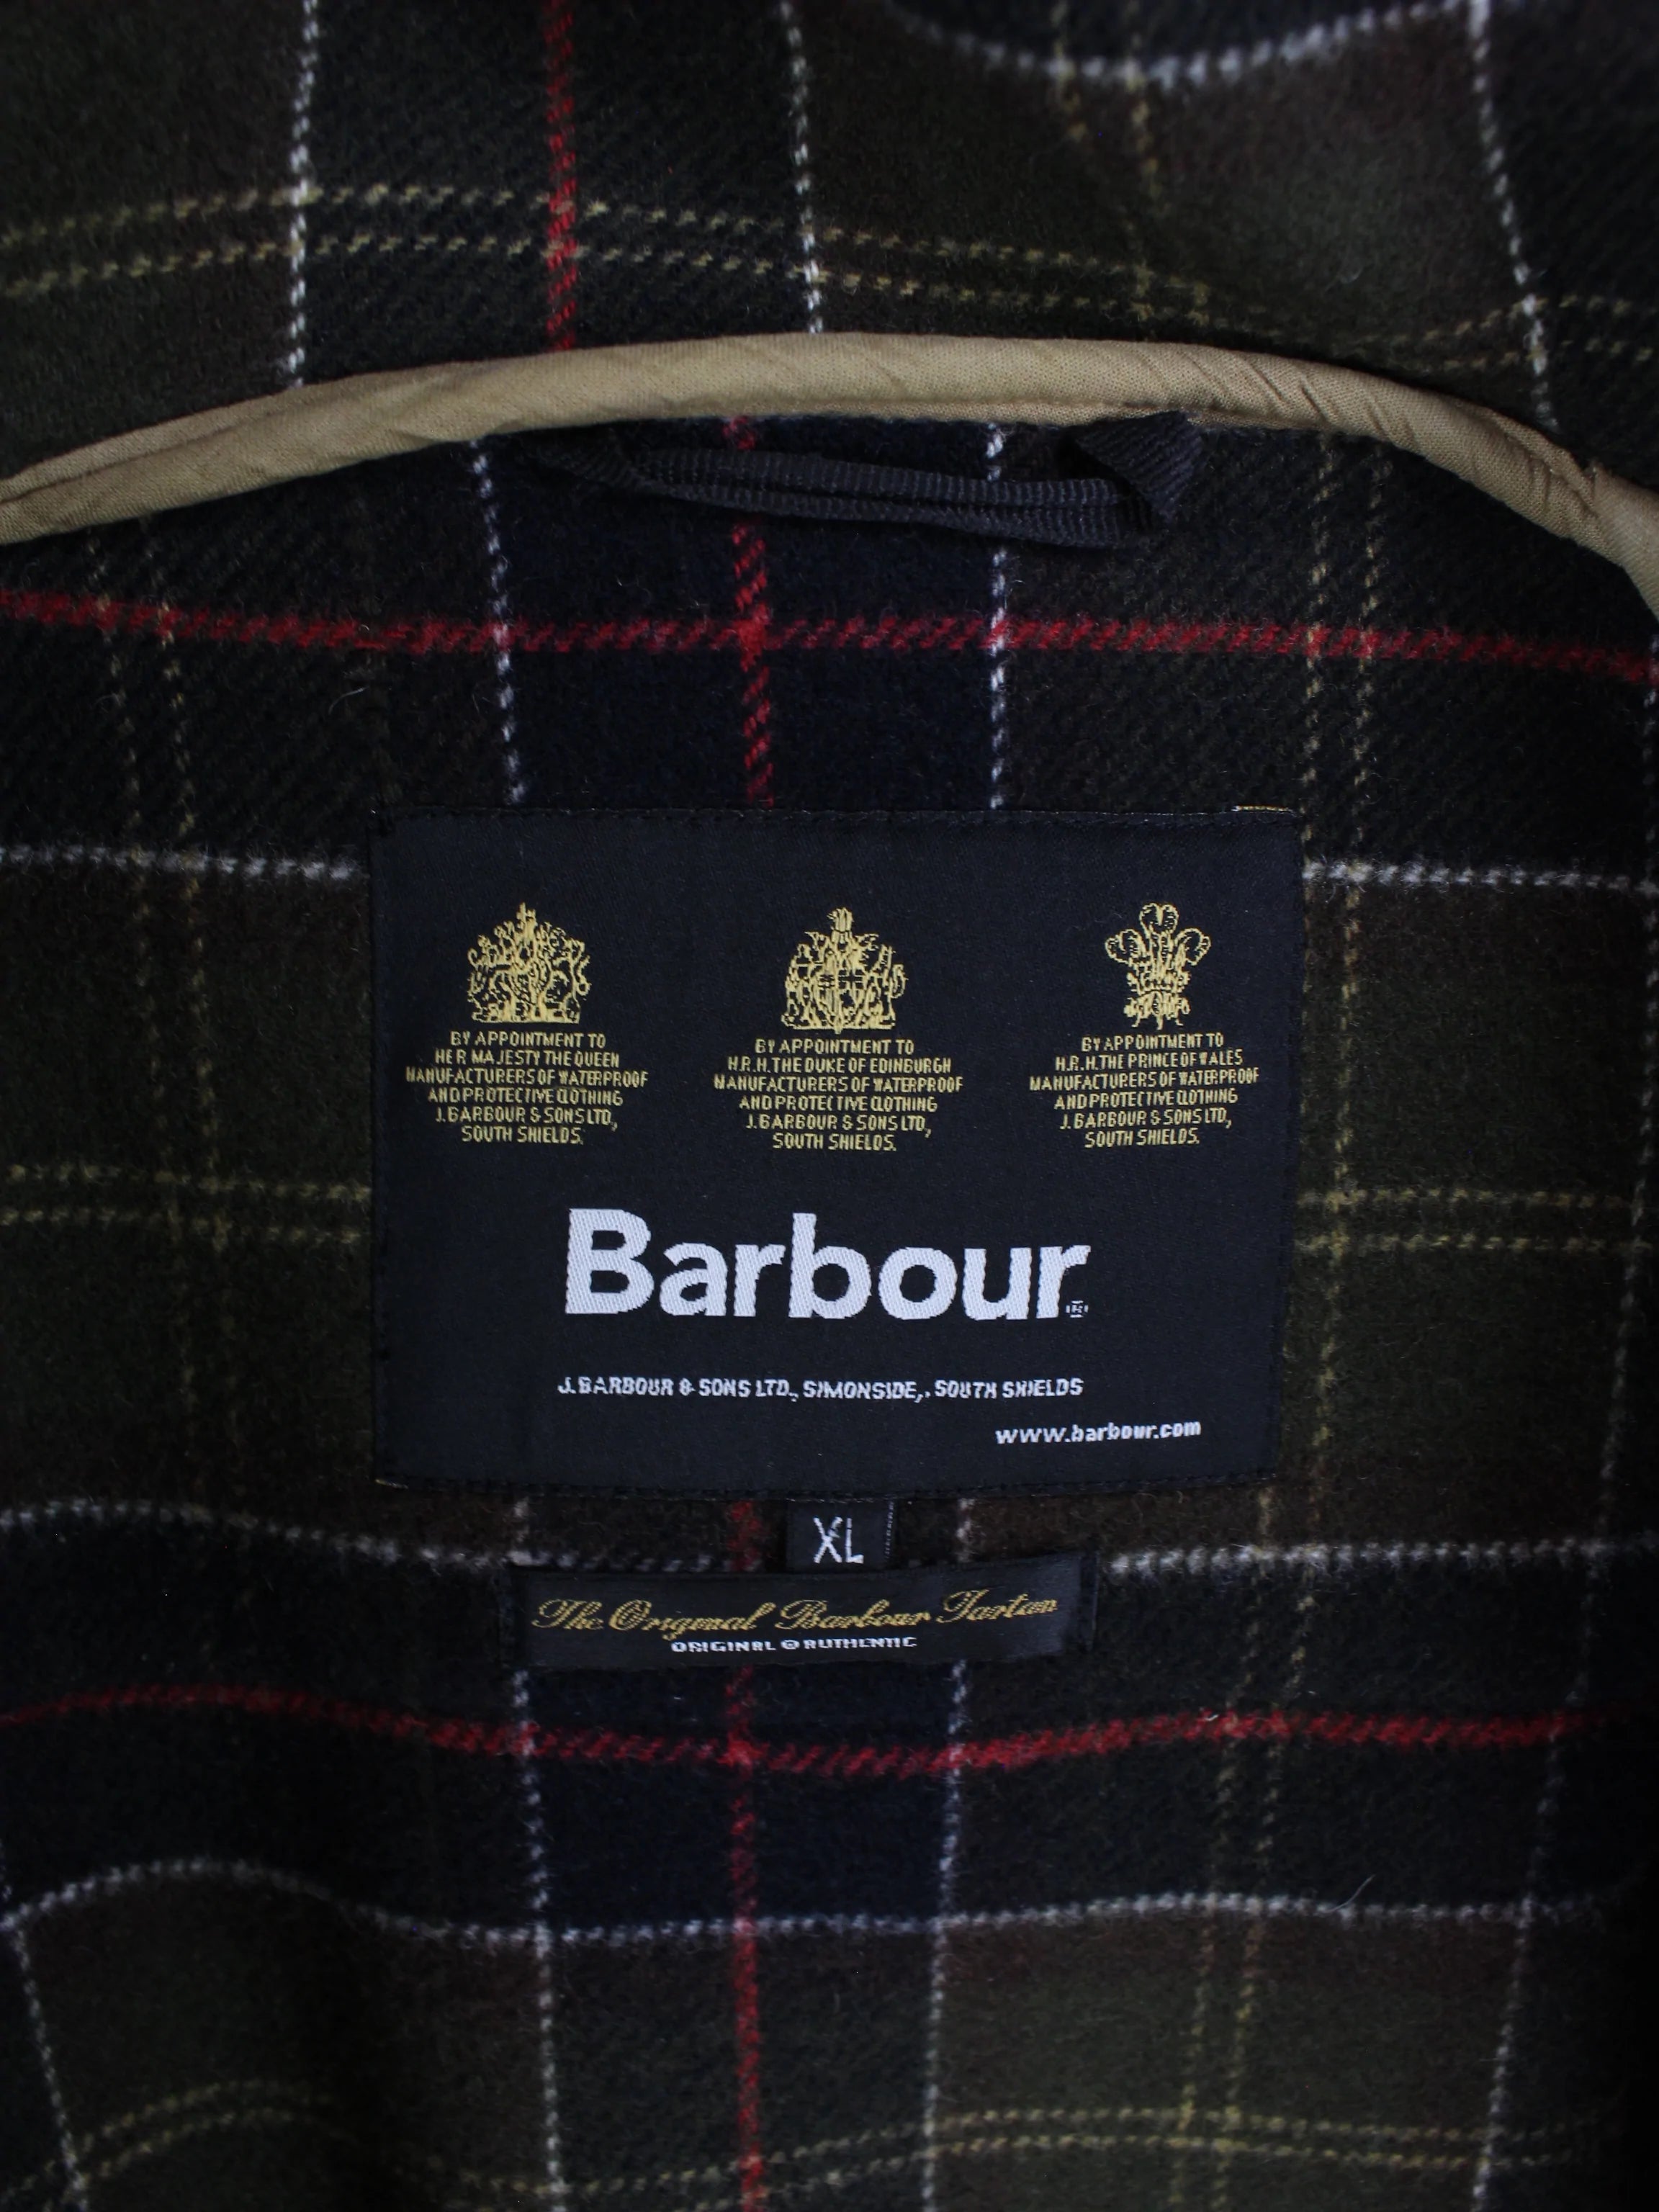 BY APPOINTMENT TO
HER MAJESTY THE QUEEN
MANUFACTURERS OF WATERPROOF
AND PROTECTIVE CLOTHING
J. BARBOUR & SONS LTD,
SOUTH SHIELDS.
BY APPOINTMENT TO
H.R.H. THE DUKE OF EDINBURGH
MANUFACTURERS OF WATERPROOF
AND PROTECTIVE CLOTHING
J. BARBOUR & SONS LTD,
SOUTH SHIELDS.
BY APPOINTMENT TO
H.R.H. THE PRINCE OF WALES
MANUFACTURERS OF WATERPROOF
AND PROTECTIVE CLOTHING
J. BARBOUR & SONS LTD,
SOUTH SHIELDS.
Barbour®
J. BARBOUR & SONS LTD., SIMONSIDE,. SOUTH SHIELDS
www.barbour.com
XL
The Original Barbour Tartan
ORIGINAL @ AUTHENTIC